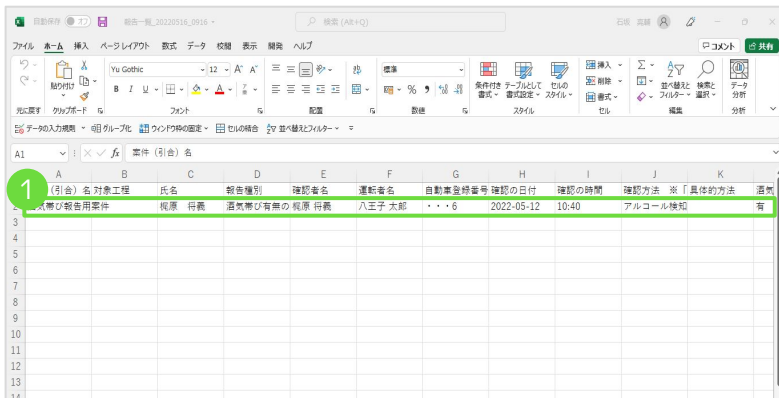 自動保存 オフ 報告一覧_20220516_0916 検索 (Alt+Q)
ファイル ホーム 挿入 ページ レイアウト 数式 データ 校閲 表示 開発 ヘルプ コメント 共有
貼り付け Yu Gothic 12 A A 標準 条件付き書式 テーブルとして書式設定 セルのスタイル 挿入 削除 書式 並べ替えとフィルター 検索と選択 データ分析
B I U A %
元に戻す クリップボード フォント 配置 数値 スタイル セル 編集 分析
データの入力規則 グループ化 ウィンドウ枠の固定 セルの結合 並べ替えとフィルター
A1 fx 案件（引合）名
A B C D E F G H I J K
1 （引合）名 対象工程 氏名 報告種別 確認者名 運転者名 自動車登録番号 確認の日付 確認の時間 確認方法 ※「 具体的方法 酒気
帯び報告用案件 梶原 将義 酒気帯び有無の 梶原 将義 八王子 太郎 ・・・6 2022-05-12 10:40 アルコール検知 有
3
4
5
6
7
8
9
10
11
12
13
14